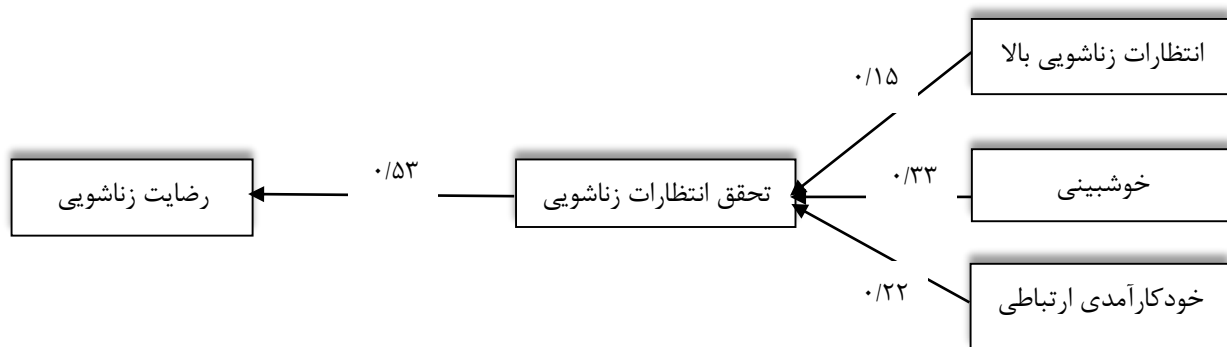 انتظارات زناشویی بالا
۰/۱۵
خوشبینی
۰/۳۳
تحقق انتظارات زناشویی
۰/۵۳
رضایت زناشویی
خودکارآمدی ارتباطی
۰/۲۲